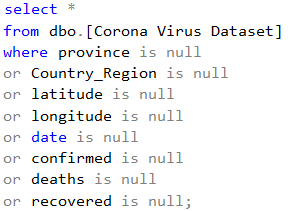 select *
from dbo.[Corona Virus Dataset]
where province is null
or Country_Region is null
or latitude is null
or longitude is null
or date is null
or confirmed is null
or deaths is null
or recovered is null;